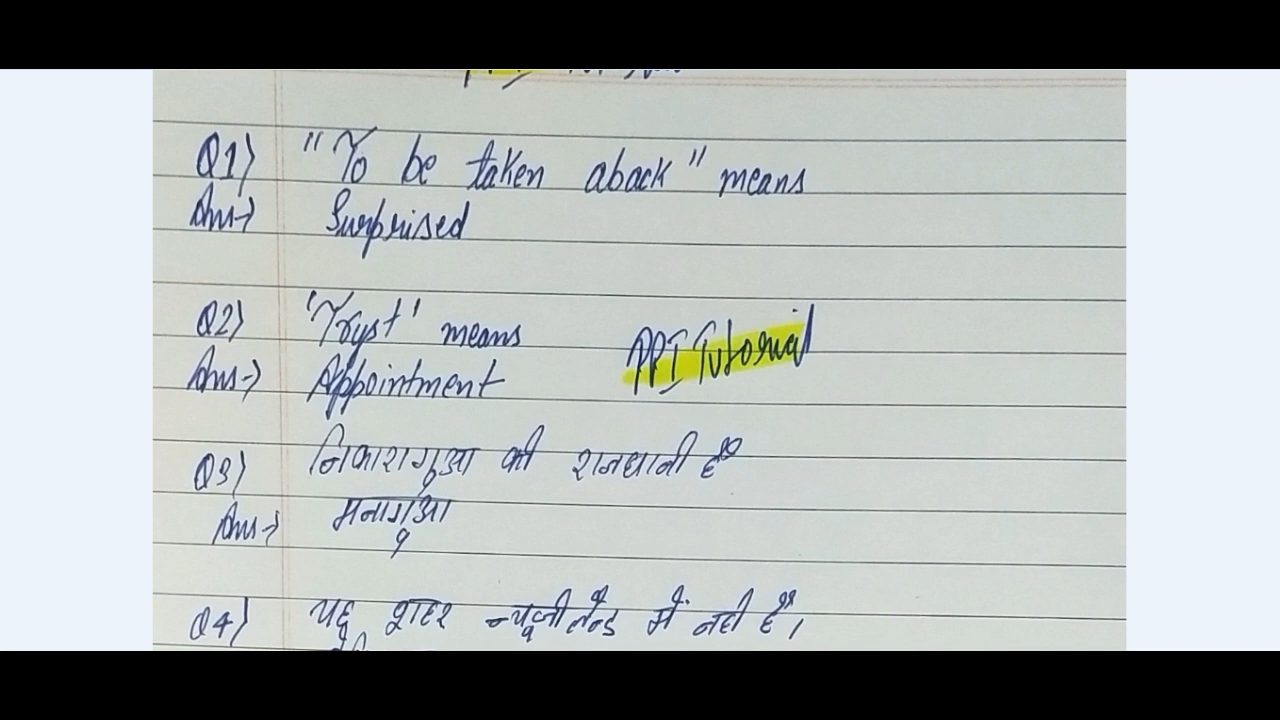 Q1) "To be taken aback" means
Ans→ Surprised
Q2) 'Tryst' means
PPI Tutorial
Ans→ Appointment
Q3) निकारागुआ की राजधानी है
Ans→ मनागुआ
Q4) यह शहर न्यूजीलैन्ड में नही है,